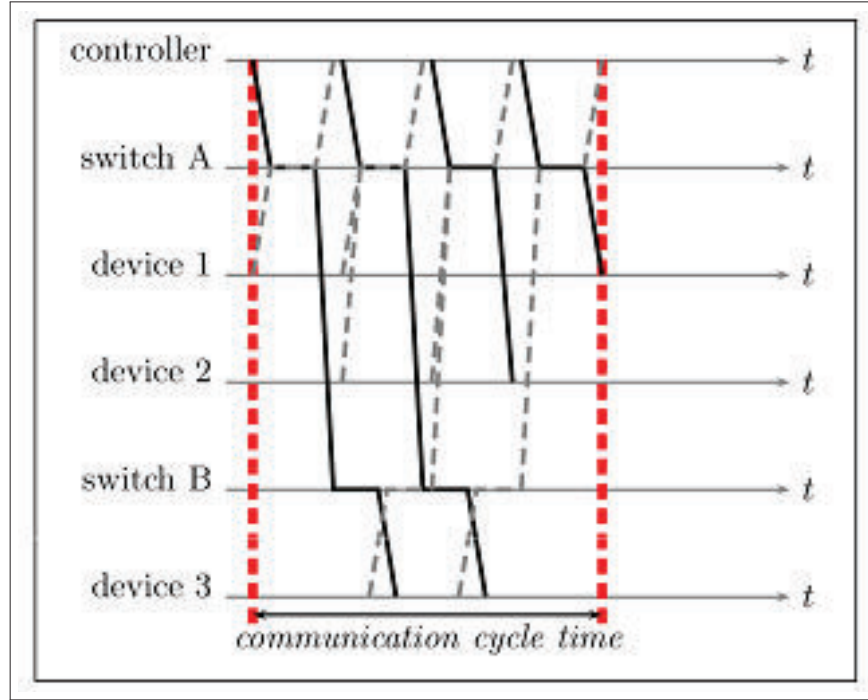 controller t
switch A t
device 1 t
device 2 t
switch B t
device 3 t
communication cycle time